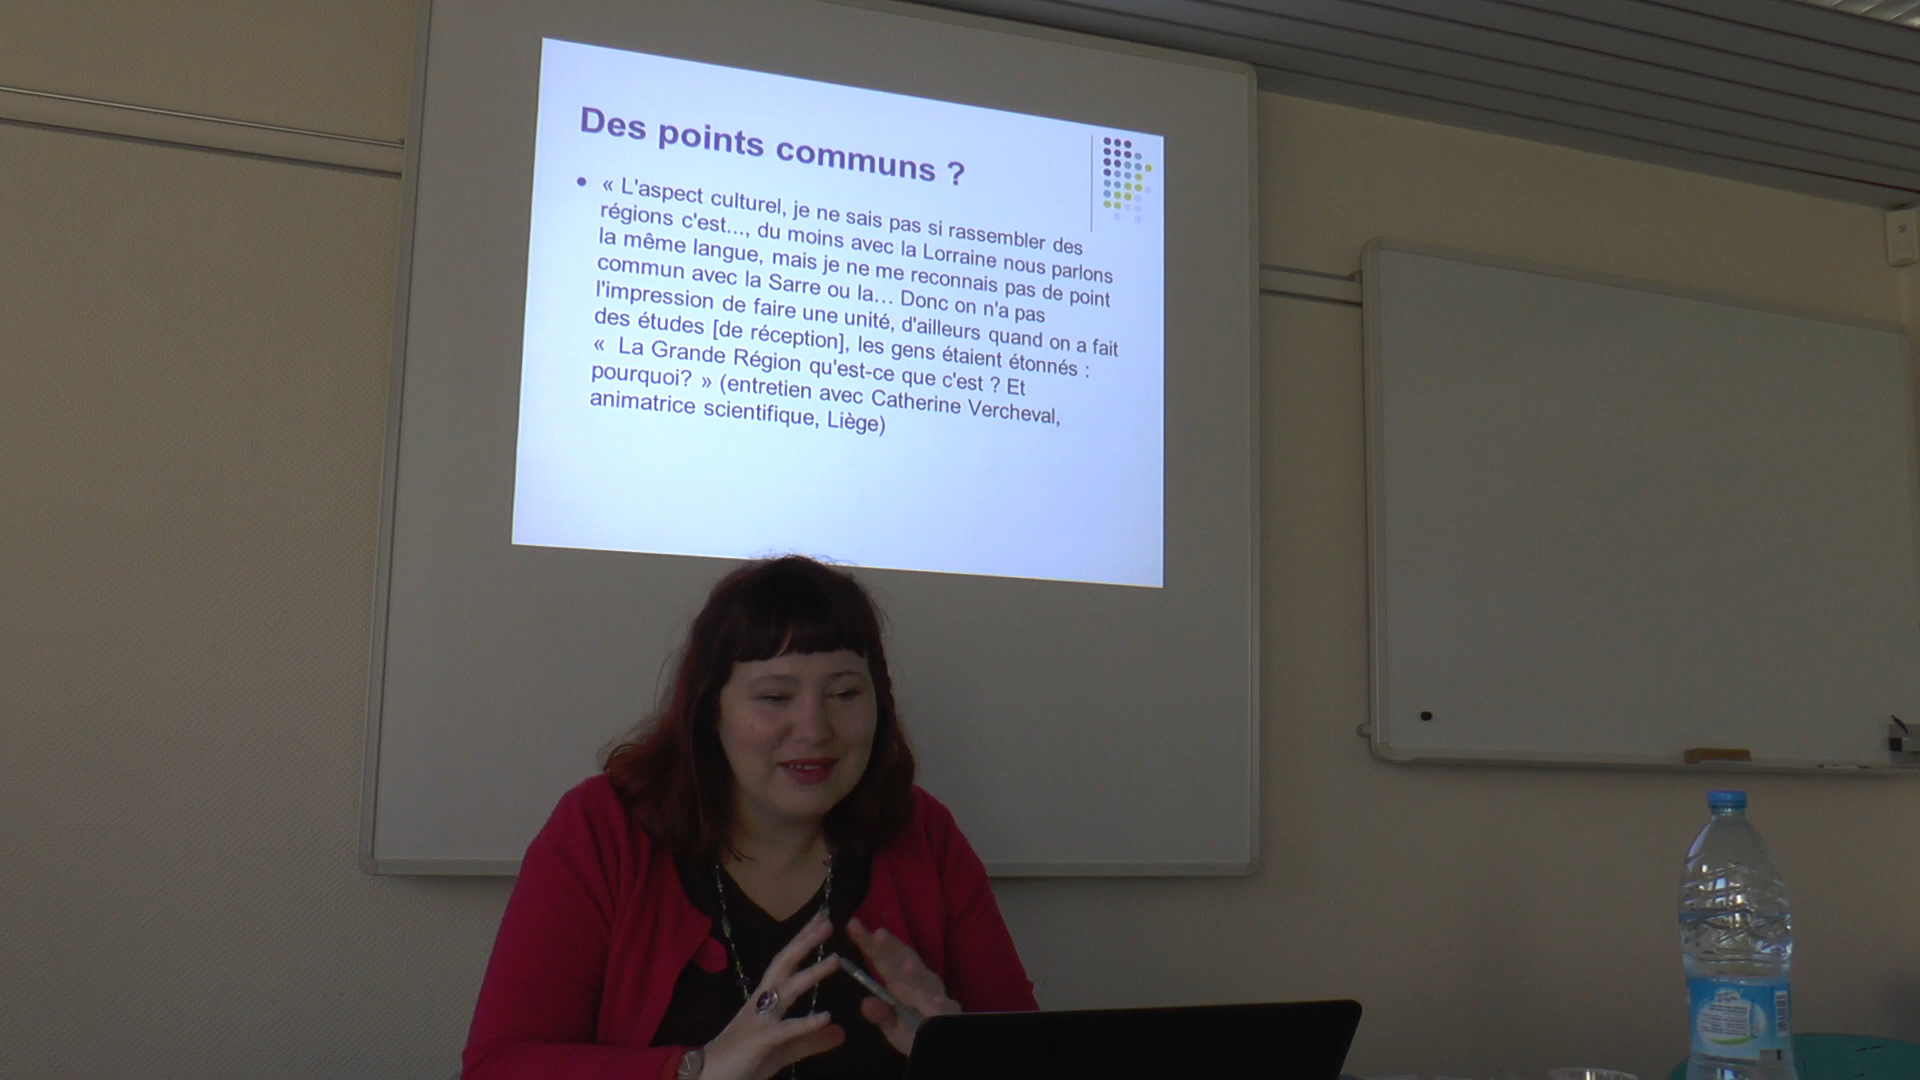 Des points communs ?
« L'aspect culturel, je ne sais pas si rassembler des
régions c'est..., du moins avec la Lorraine nous parlons
la même langue, mais je ne me reconnais pas de point
commun avec la Sarre ou la... Donc on n'a pas
l'impression de faire une unité, d'ailleurs quand on a fait
des études [de réception], les gens étaient étonnés :
« La Grande Région qu'est-ce que c'est ? Et
pourquoi? » (entretien avec Catherine Vercheval,
animatrice scientifique, Liège)